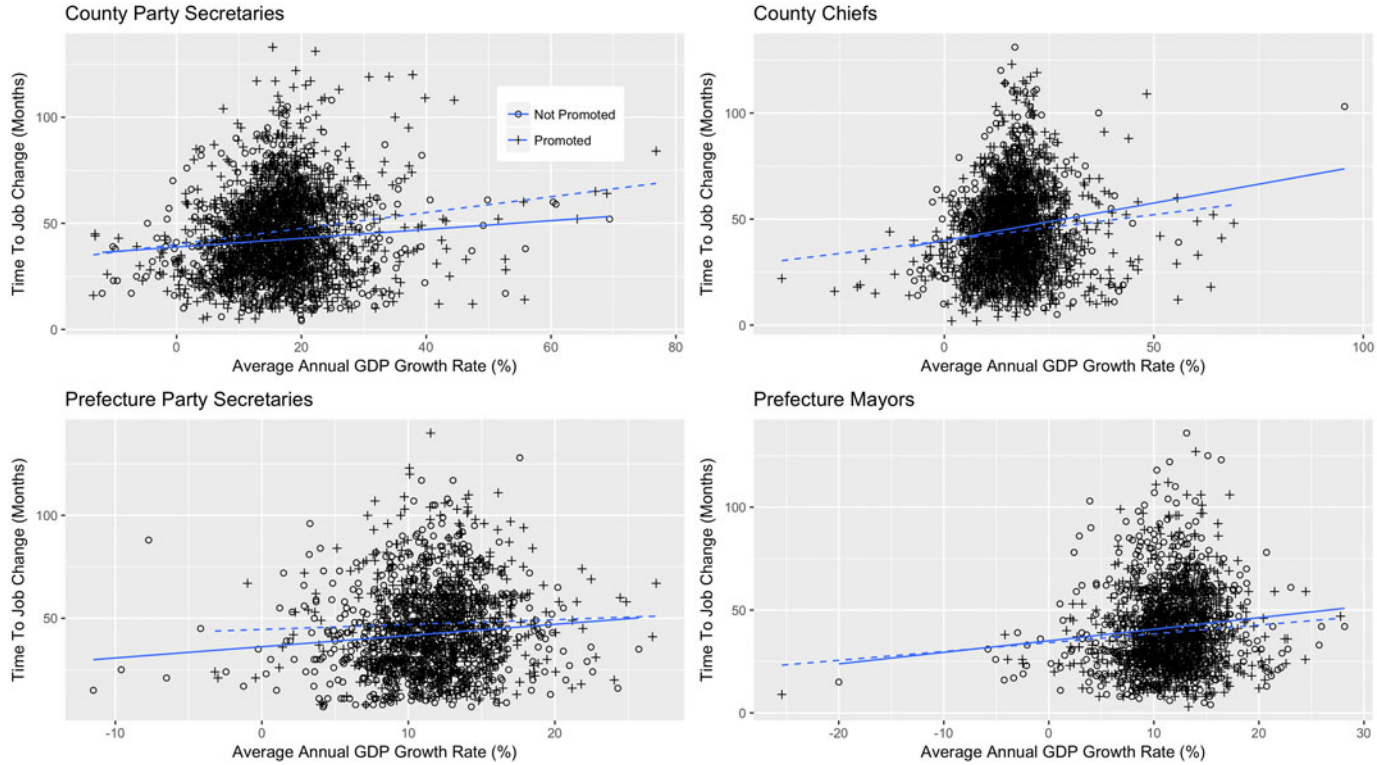 County Party Secretaries
Time To Job Change (Months)
100
50
0
Not Promoted
Promoted
0 20 40 60 80
Average Annual GDP Growth Rate (%)
County Chiefs
Time To Job Change (Months)
100
50
0
0 50 100
Average Annual GDP Growth Rate (%)
Prefecture Party Secretaries
Time To Job Change (Months)
100
50
-10 0 10 20
Average Annual GDP Growth Rate (%)
Prefecture Mayors
Time To Job Change (Months)
100
50
0
-20 -10 0 10 20 30
Average Annual GDP Growth Rate (%)